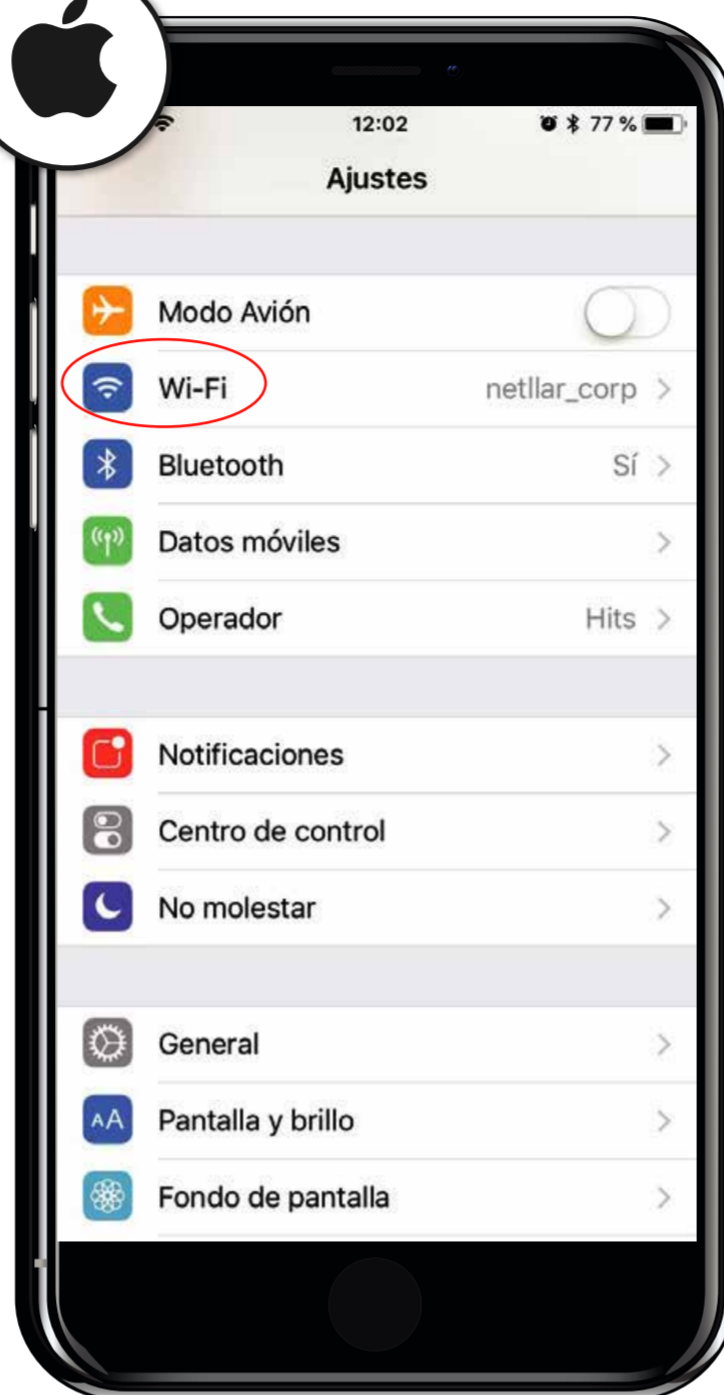 12:02 77 %
Ajustes
Modo Avión
Wi-Fi netllar_corp
Bluetooth Sí
Datos móviles
Operador Hits
Notificaciones
Centro de control
No molestar
General
AA Pantalla y brillo
Fondo de pantalla